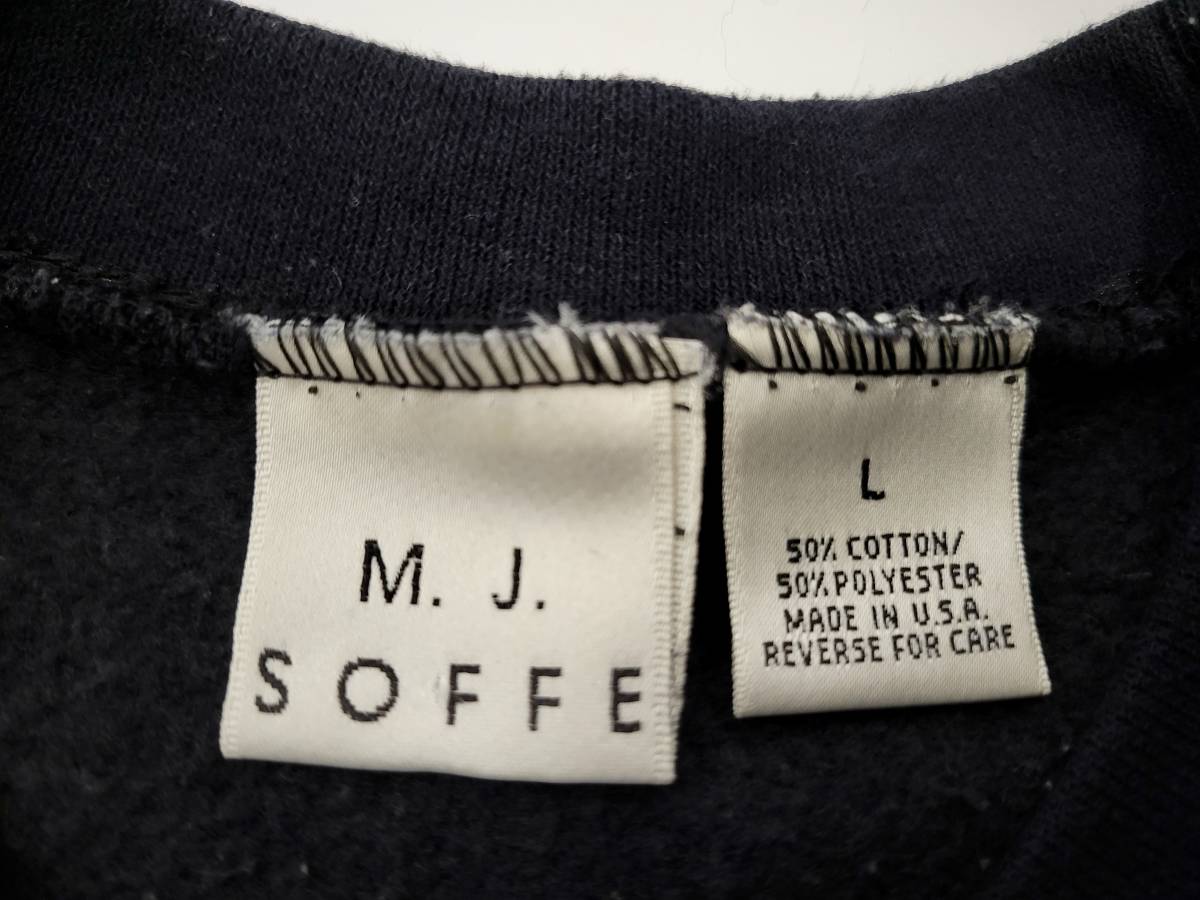 M. J.
SOFFE
L
50% COTTON/
50% POLYESTER
MADE IN U.S.A.
REVERSE FOR CARE